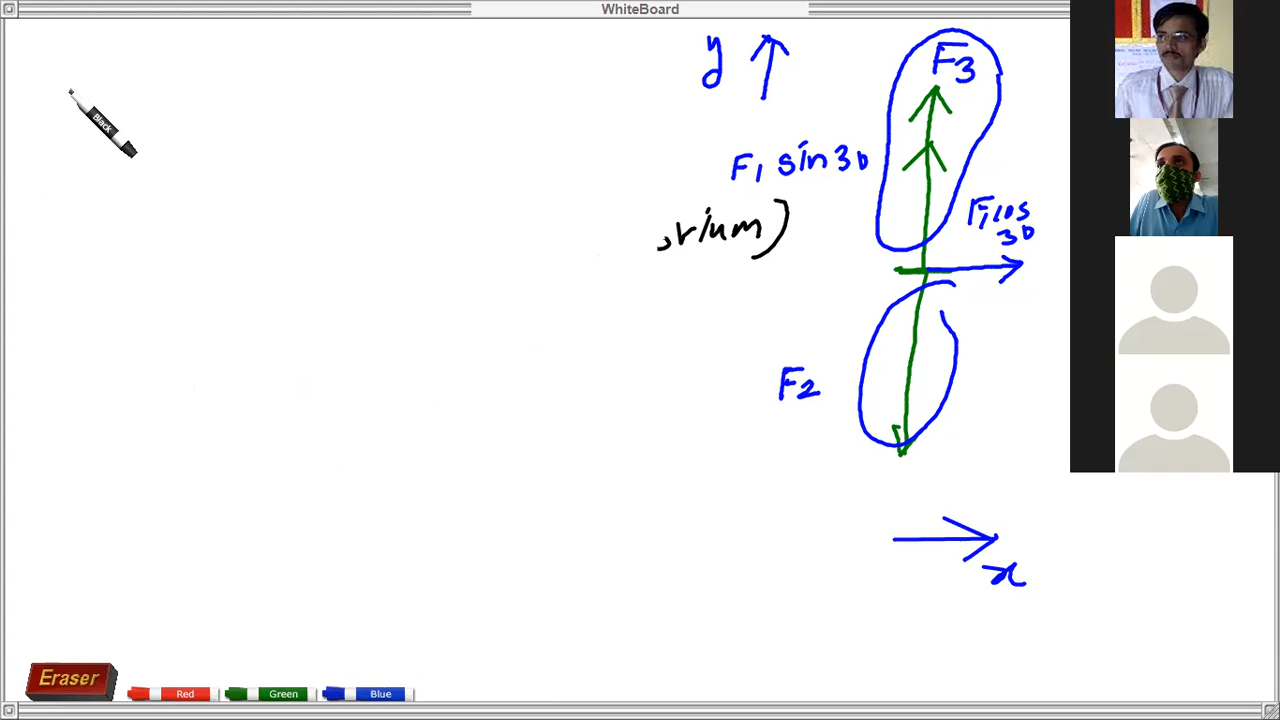 WhiteBoard
y
F3
F1 sin 30
F1 cos
30
rium)
F2
x
Black
Eraser
Red
Green
Blue